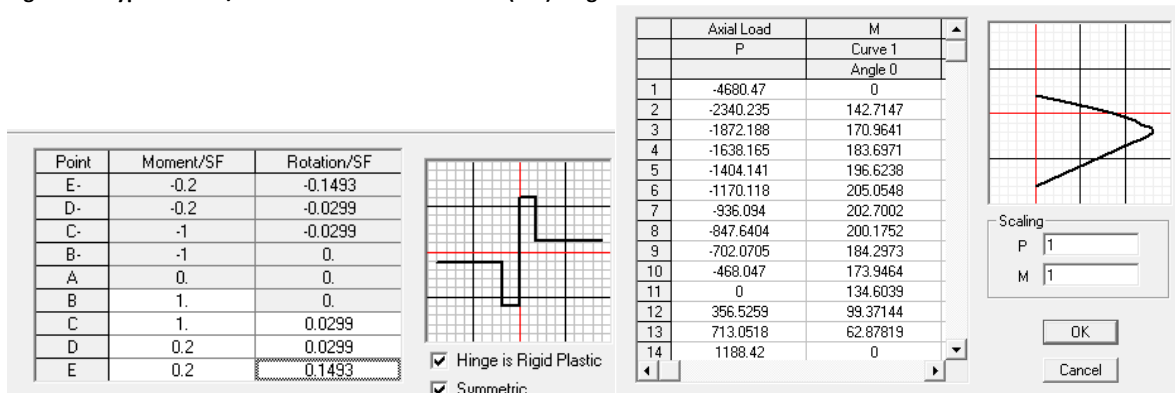 Point Moment/SF Rotation/SF
E- -0.2 -0.1493
D- -0.2 -0.0299
C- -1 -0.0299
B- -1 0.
A 0. 0.
B 1. 0.
C 1. 0.0299
D 0.2 0.0299
E 0.2 0.1493
Hinge is Rigid Plastic
Symmetric
Axial Load M
P Curve 1
Angle 0
1 -4680.47 0
2 -2340.235 142.7147
3 -1872.188 170.9641
4 -1638.165 183.6971
5 -1404.141 196.6238
6 -1170.118 205.0548
7 -936.094 202.7002
8 -847.6404 200.1752
9 -702.0705 184.2973
10 -468.047 173.9464
11 0 134.6039
12 356.5259 99.37144
13 713.0518 62.87819
14 1188.42 0
Scaling
P 1
M 1
OK
Cancel